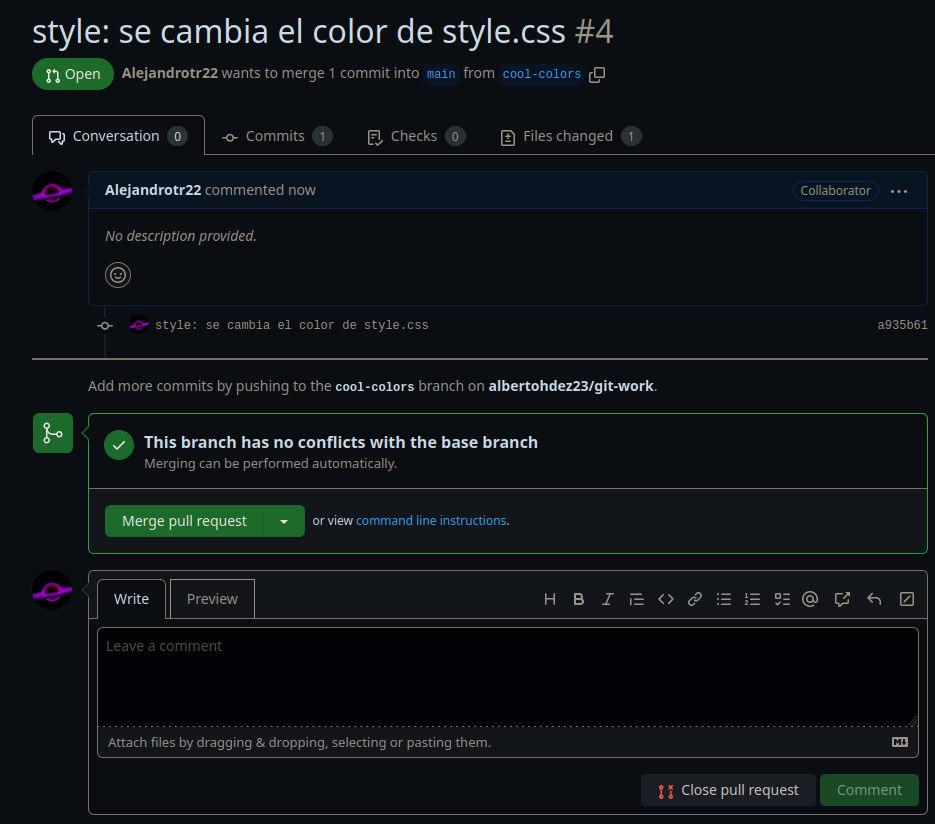 style: se cambia el color de style.css #4
Open Alejandrotr22 wants to merge 1 commit into main from cool-colors
Conversation 0 Commits 1 Checks 0 Files changed 1
Alejandrotr22 commented now Collaborator ...
No description provided.
style: se cambia el color de style.css a935b61
Add more commits by pushing to the cool-colors branch on albertohdez23/git-work.
This branch has no conflicts with the base branch
Merging can be performed automatically.
Merge pull request or view command line instructions.
Write Preview H B I
Leave a comment
Attach files by dragging & dropping, selecting or pasting them.
Close pull request Comment